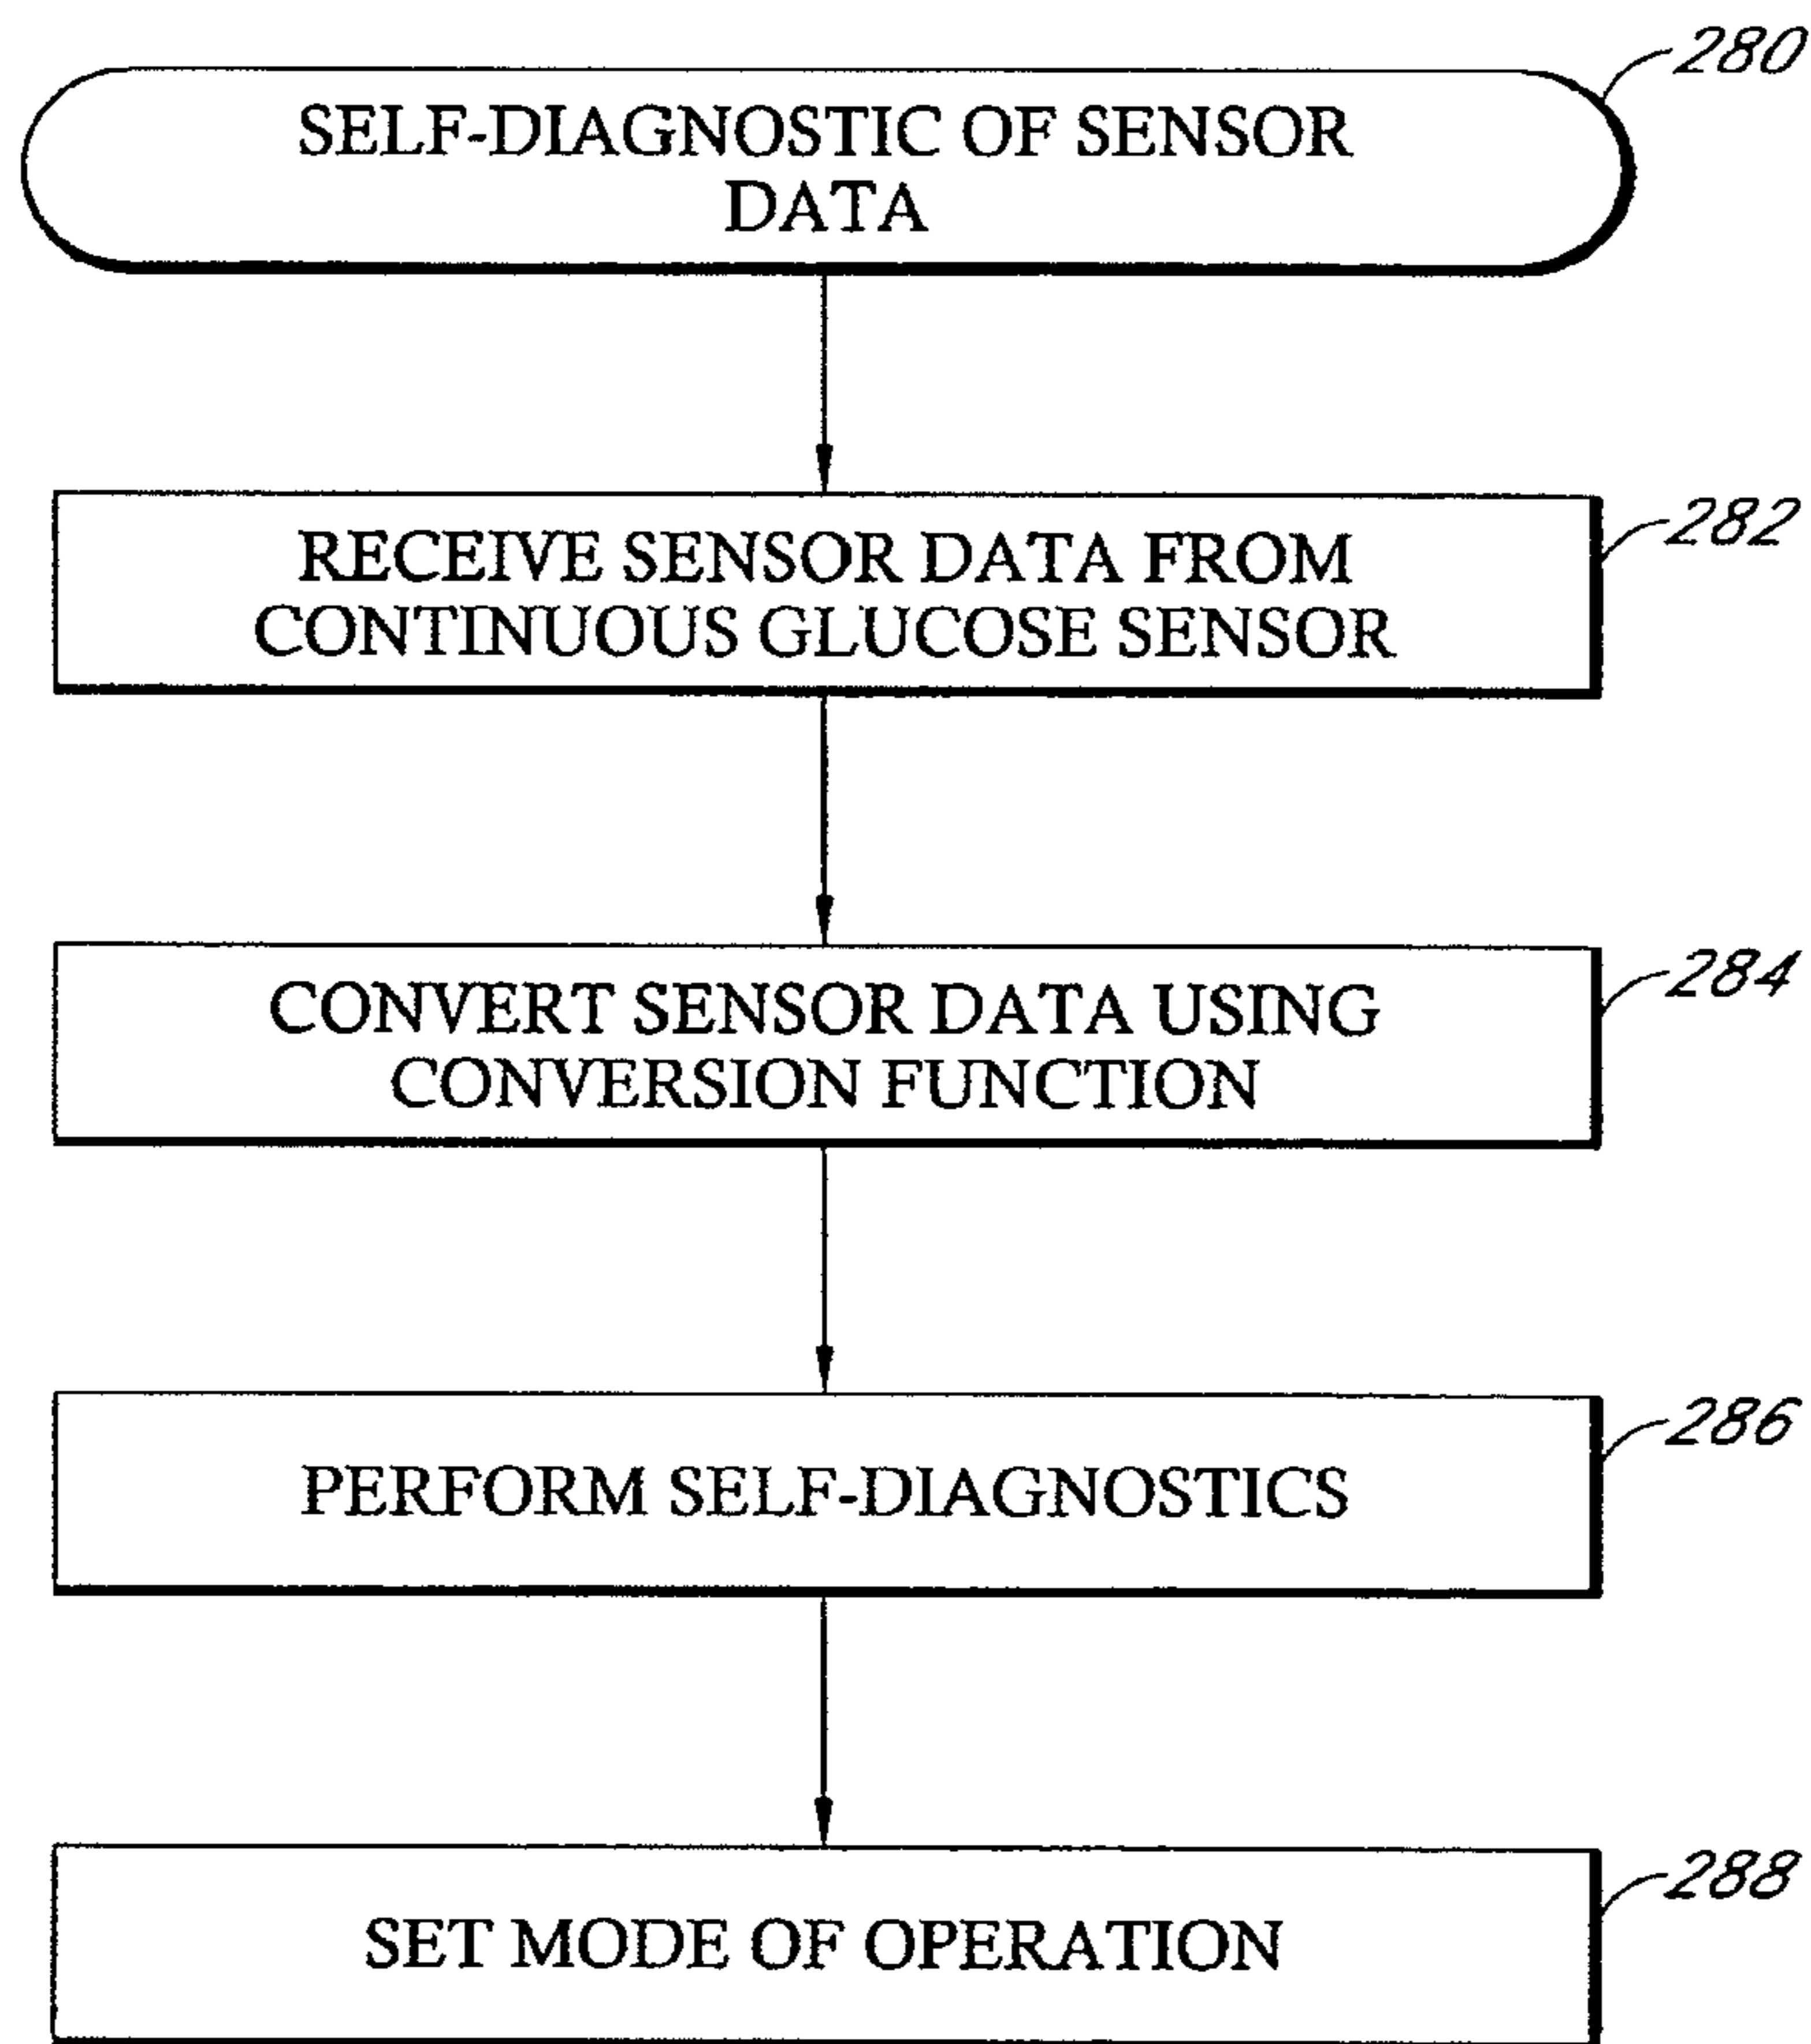 280
SELF-DIAGNOSTIC OF SENSOR
DATA
282
RECEIVE SENSOR DATA FROM
CONTINUOUS GLUCOSE SENSOR
284
CONVERT SENSOR DATA USING
CONVERSION FUNCTION
286
PERFORM SELF-DIAGNOSTICS
288
SET MODE OF OPERATION